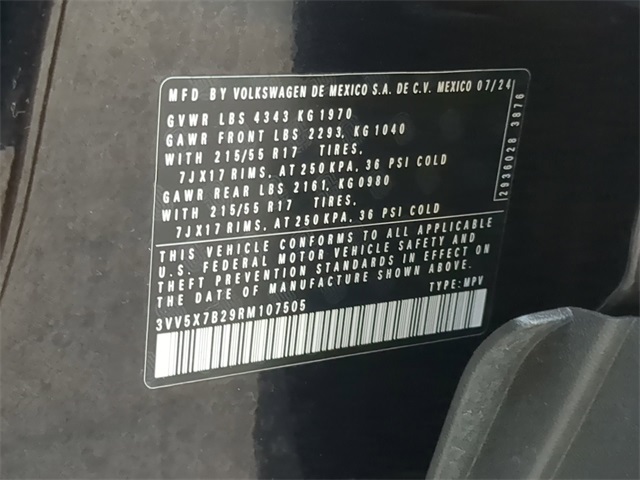 MFD BY VOLKSWAGEN DE MEXICO S.A. DE C.V. MEXICO 07/24
GVWR LBS 4343 KG 1970
GAWR FRONT LBS 2293, KG 1040
WITH 215/55 R17 TIRES,
7JX17 RIMS, AT 250 KPA, 36 PSI COLD
GAWR REAR LBS 2161, KG 0980
WITH 215/55 R17 TIRES,
7JX17 RIMS, AT 250 KPA, 36 PSI COLD
THIS VEHICLE CONFORMS TO ALL APPLICABLE
U.S. FEDERAL MOTOR VEHICLE SAFETY AND
THEFT PREVENTION STANDARDS IN EFFECT ON
THE DATE OF MANUFACTURE SHOWN ABOVE.
3VV5X7B29RM107505 TYPE: MPV
2936028 3876